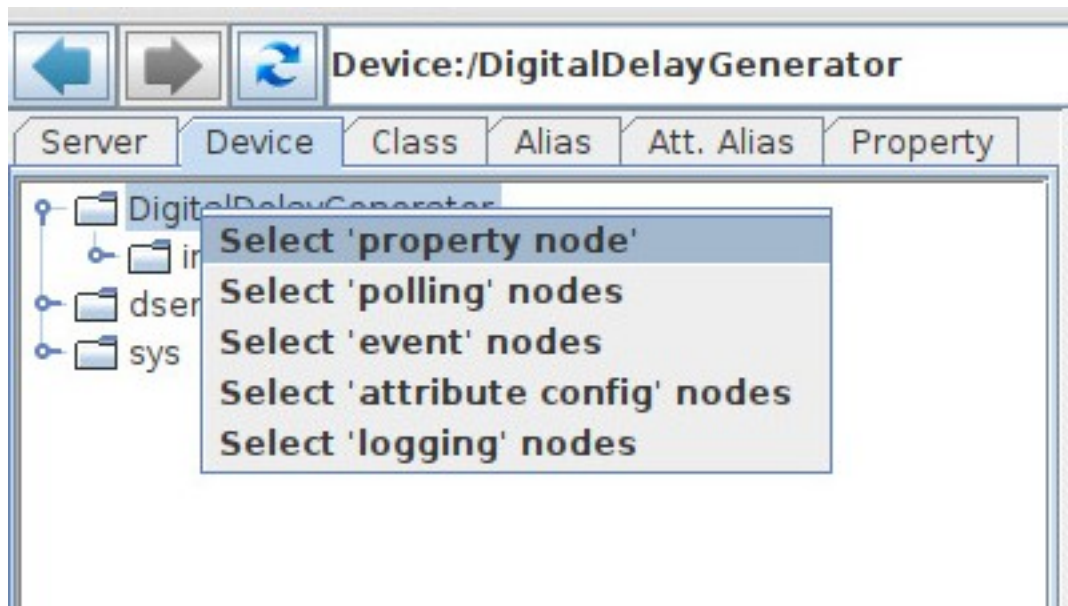 Device:/DigitalDelayGenerator
Server Device Class Alias Att. Alias Property
DigitalDelayGenerator
Select 'property node'
Select 'polling' nodes
Select 'event' nodes
Select 'attribute config' nodes
Select 'logging' nodes
sys